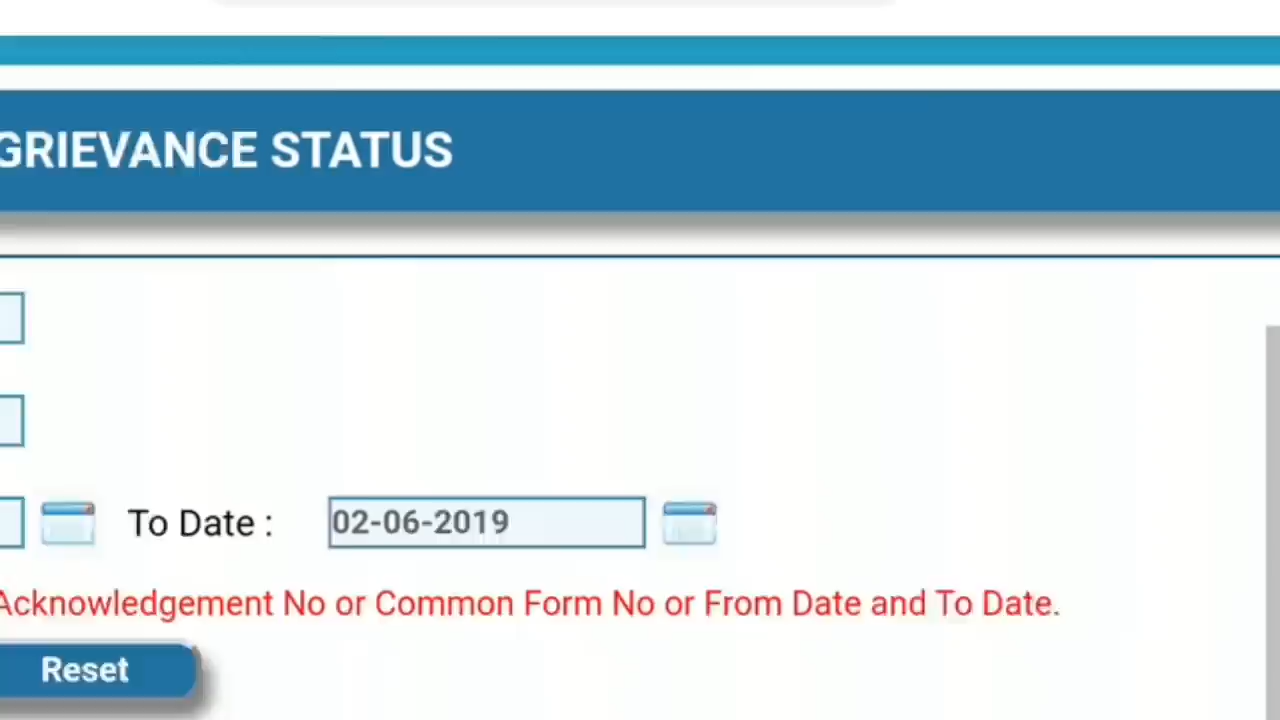 GRIEVANCE STATUS
To Date :
02-06-2019
Acknowledgement No or Common Form No or From Date and To Date.
Reset